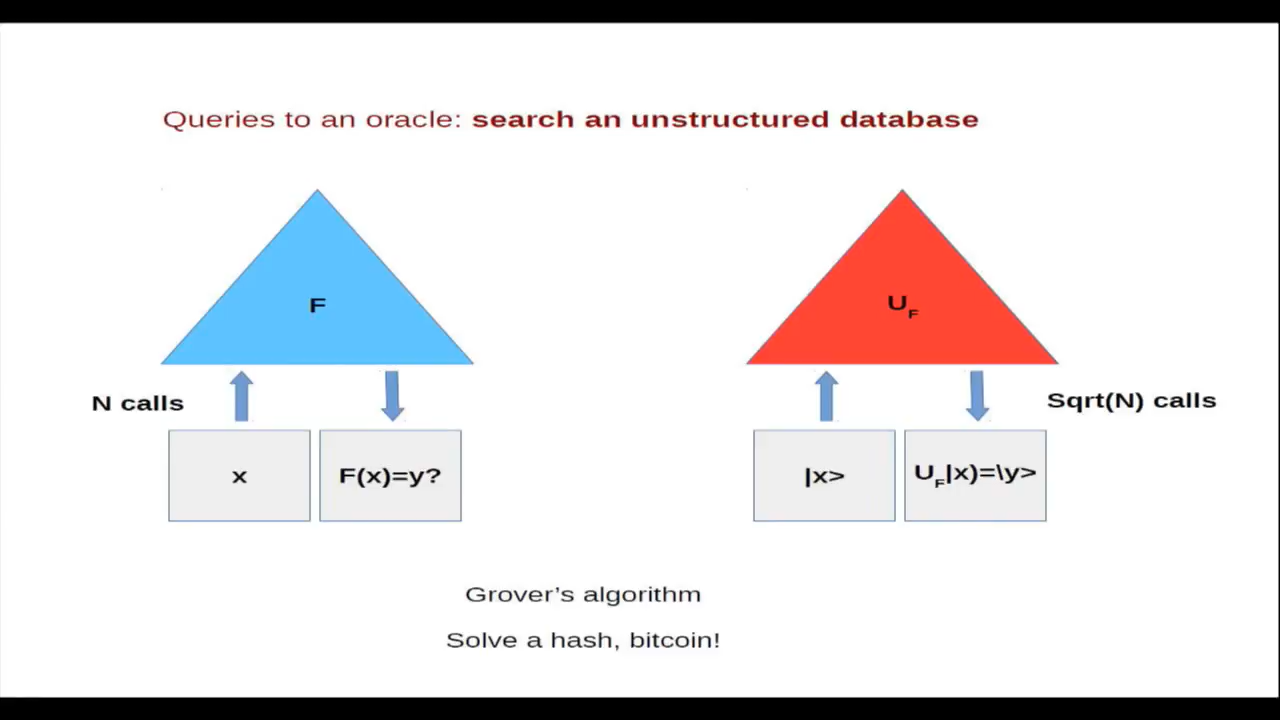 Queries to an oracle: search an unstructured database
F
U_F
N calls
Sqrt(N) calls
x
F(x)=y?
|x>
U_F|x)=\y>
Grover’s algorithm
Solve a hash, bitcoin!